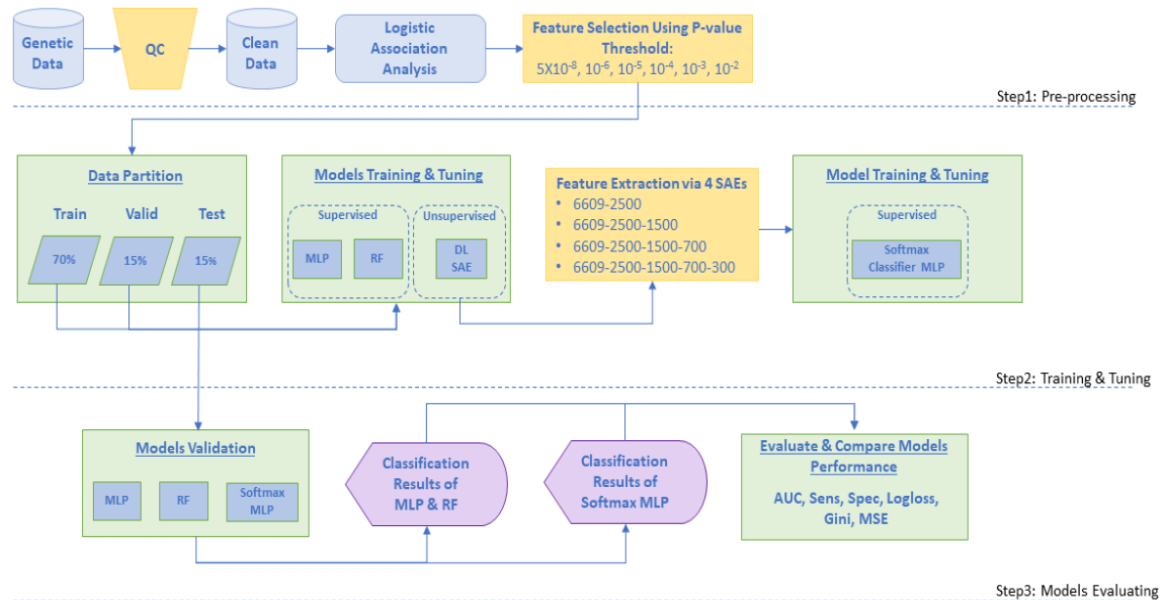 Genetic
Data
QC
Clean
Data
Logistic
Association
Analysis
Feature Selection Using P-value
Threshold:
5X10⁻⁸, 10⁻⁶, 10⁻⁵, 10⁻⁴, 10⁻³, 10⁻²
Step1: Pre-processing
Data Partition
Train Valid Test
70% 15% 15%
Models Training & Tuning
Supervised
MLP RF
Unsupervised
DL
SAE
Feature Extraction via 4 SAEs
• 6609-2500
• 6609-2500-1500
• 6609-2500-1500-700
• 6609-2500-1500-700-300
Model Training & Tuning
Supervised
Softmax
Classifier MLP
Step2: Training & Tuning
Models Validation
MLP RF
Softmax
MLP
Classification
Results of
MLP & RF
Classification
Results of
Softmax MLP
Evaluate & Compare Models
Performance
AUC, Sens, Spec, Logloss,
Gini, MSE
Step3: Models Evaluating